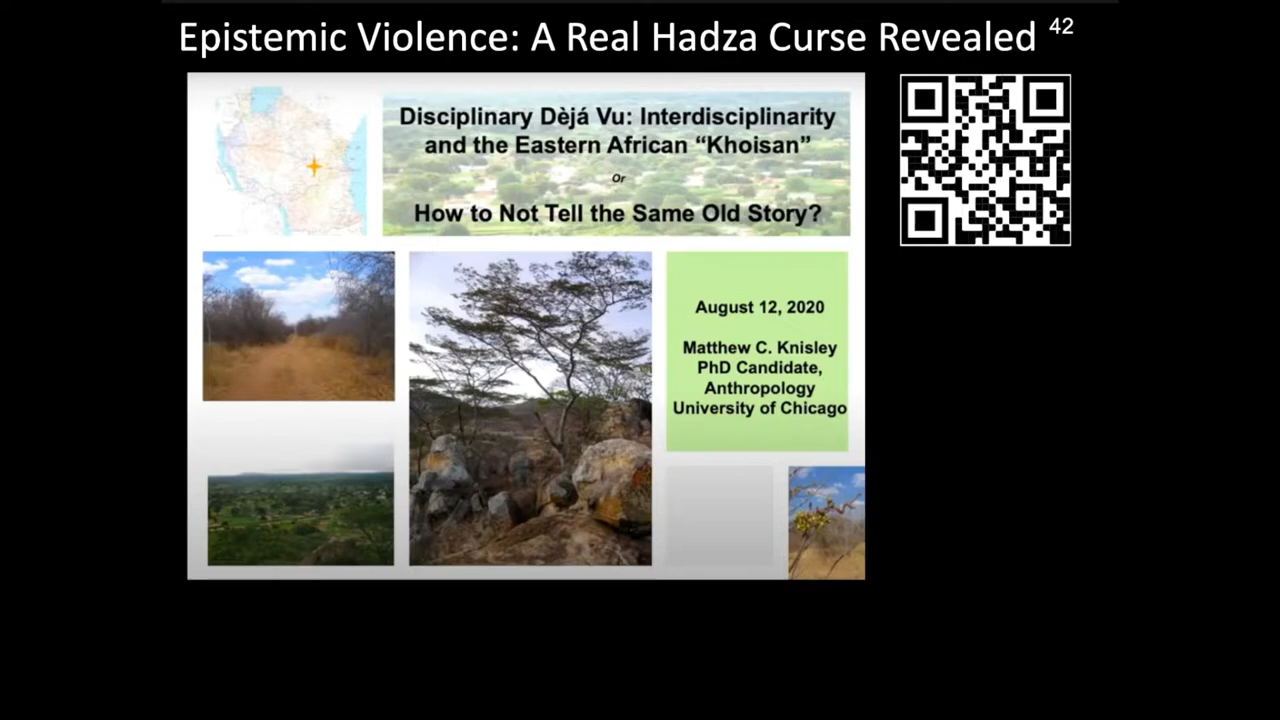 Epistemic Violence: A Real Hadza Curse Revealed 42
Disciplinary Dèjá Vu: Interdisciplinarity
and the Eastern African “Khoisan”
Or
How to Not Tell the Same Old Story?
August 12, 2020
Matthew C. Knisley
PhD Candidate,
Anthropology
University of Chicago